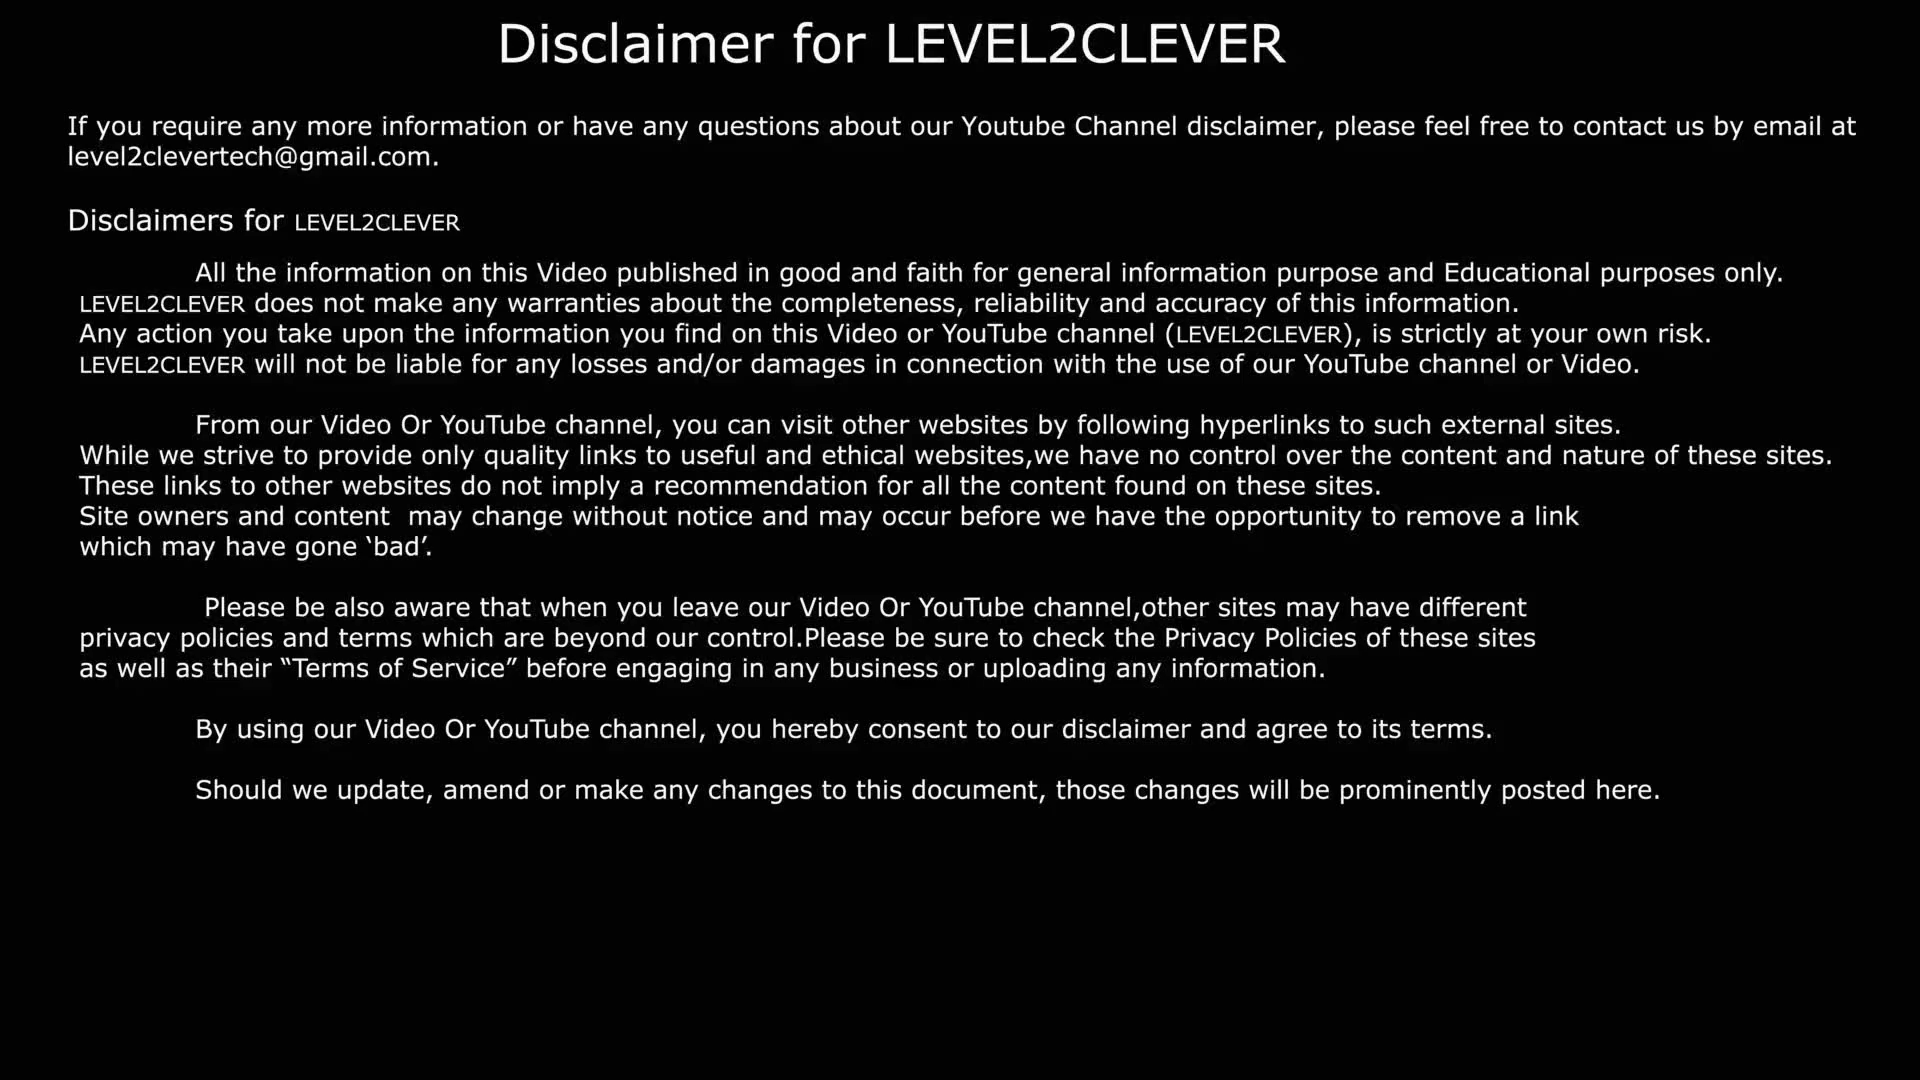 Disclaimer for LEVEL2CLEVER
If you require any more information or have any questions about our Youtube Channel disclaimer, please feel free to contact us by email at
level2clevertech@gmail.com.
Disclaimers for LEVEL2CLEVER
All the information on this Video published in good and faith for general information purpose and Educational purposes only.
LEVEL2CLEVER does not make any warranties about the completeness, reliability and accuracy of this information.
Any action you take upon the information you find on this Video or YouTube channel (LEVEL2CLEVER), is strictly at your own risk.
LEVEL2CLEVER will not be liable for any losses and/or damages in connection with the use of our YouTube channel or Video.
From our Video Or YouTube channel, you can visit other websites by following hyperlinks to such external sites.
While we strive to provide only quality links to useful and ethical websites,we have no control over the content and nature of these sites.
These links to other websites do not imply a recommendation for all the content found on these sites.
Site owners and content  may change without notice and may occur before we have the opportunity to remove a link
which may have gone ‘bad’.
Please be also aware that when you leave our Video Or YouTube channel,other sites may have different
privacy policies and terms which are beyond our control.Please be sure to check the Privacy Policies of these sites
as well as their “Terms of Service” before engaging in any business or uploading any information.
By using our Video Or YouTube channel, you hereby consent to our disclaimer and agree to its terms.
Should we update, amend or make any changes to this document, those changes will be prominently posted here.